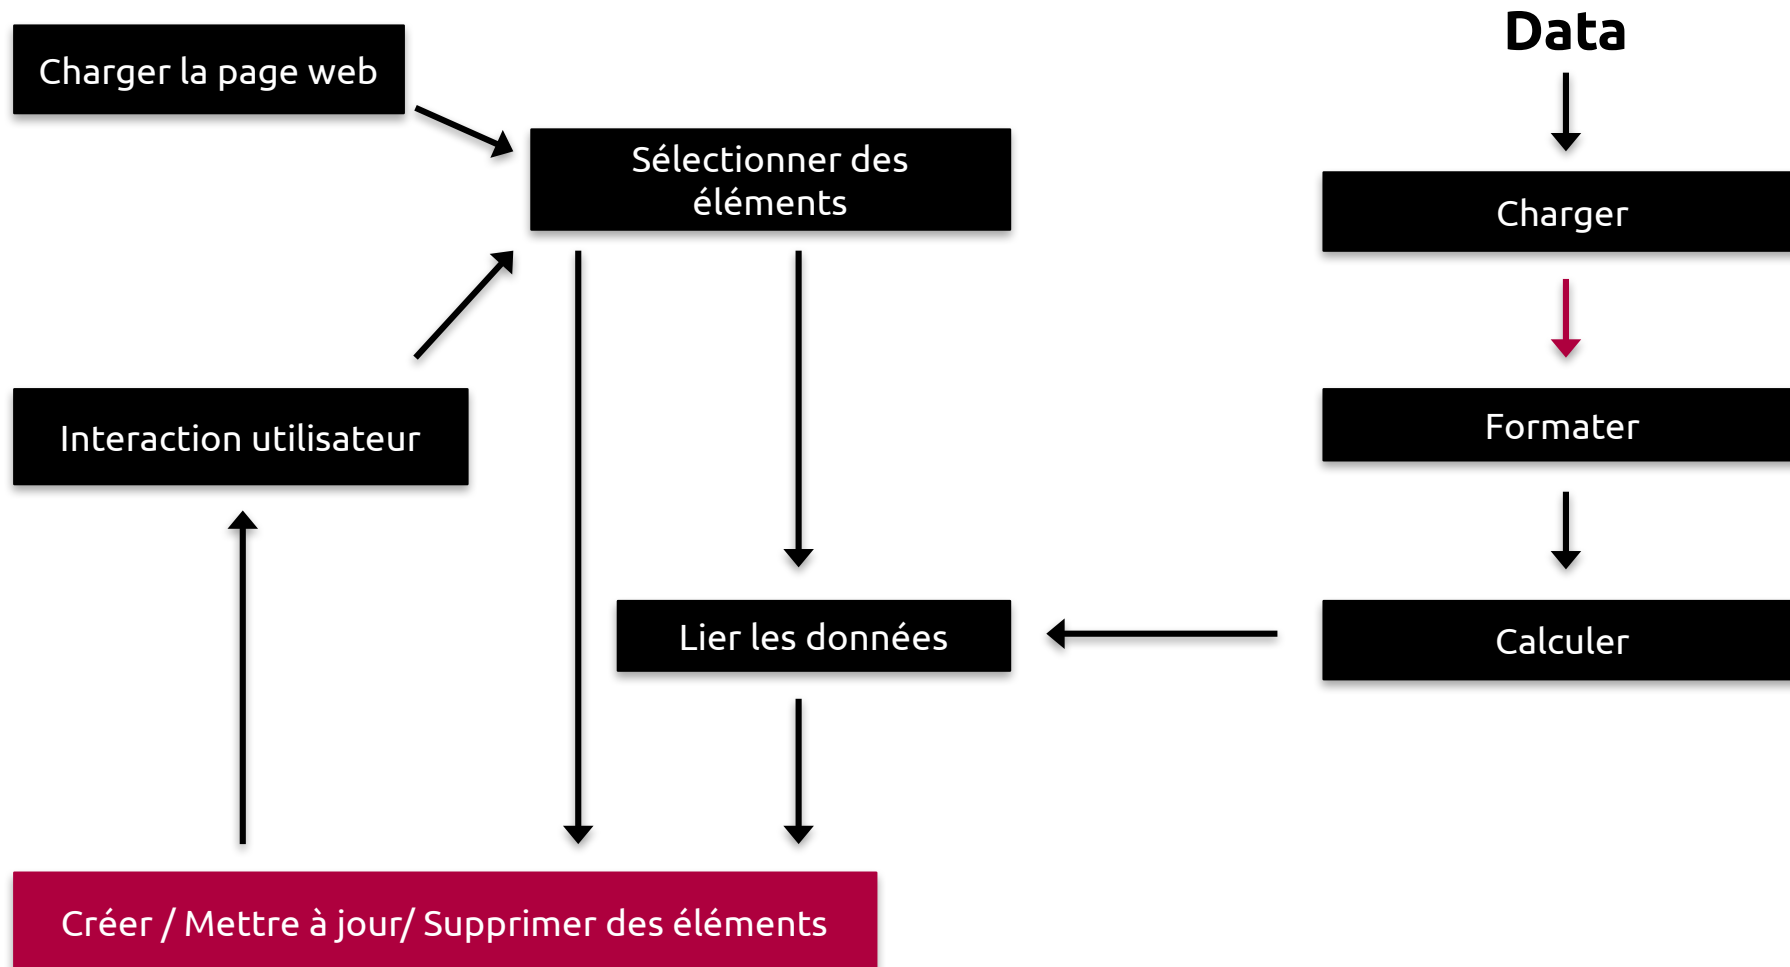 Data
Charger la page web
Sélectionner des
éléments
Charger
Interaction utilisateur
Formater
Lier les données
Calculer
Créer / Mettre à jour/ Supprimer des éléments